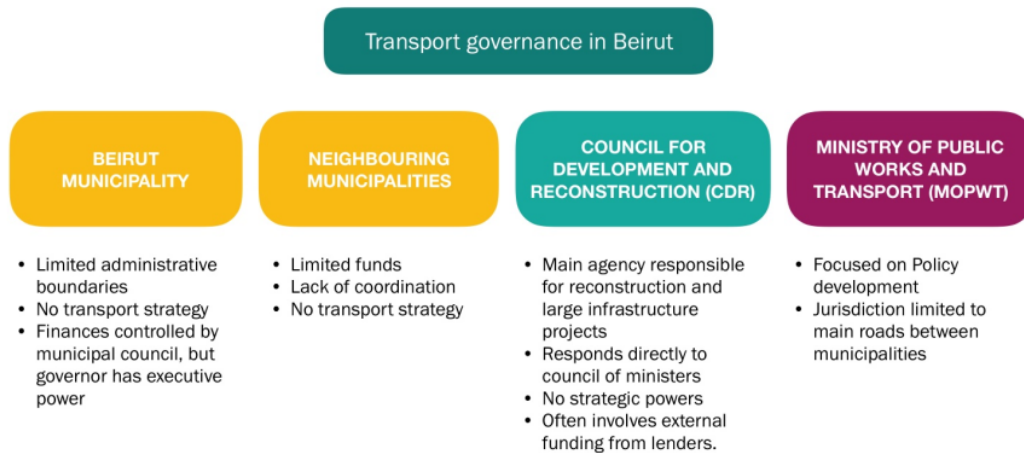 Transport governance in Beirut
BEIRUT
MUNICIPALITY
• Limited administrative
boundaries
• No transport strategy
• Finances controlled by
municipal council, but
governor has executive
power
NEIGHBOURING
MUNICIPALITIES
• Limited funds
• Lack of coordination
• No transport strategy
COUNCIL FOR
DEVELOPMENT AND
RECONSTRUCTION (CDR)
• Main agency responsible
for reconstruction and
large infrastructure
projects
• Responds directly to
council of ministers
• No strategic powers
• Often involves external
funding from lenders.
MINISTRY OF PUBLIC
WORKS AND
TRANSPORT (MOPWT)
• Focused on Policy
development
• Jurisdiction limited to
main roads between
municipalities